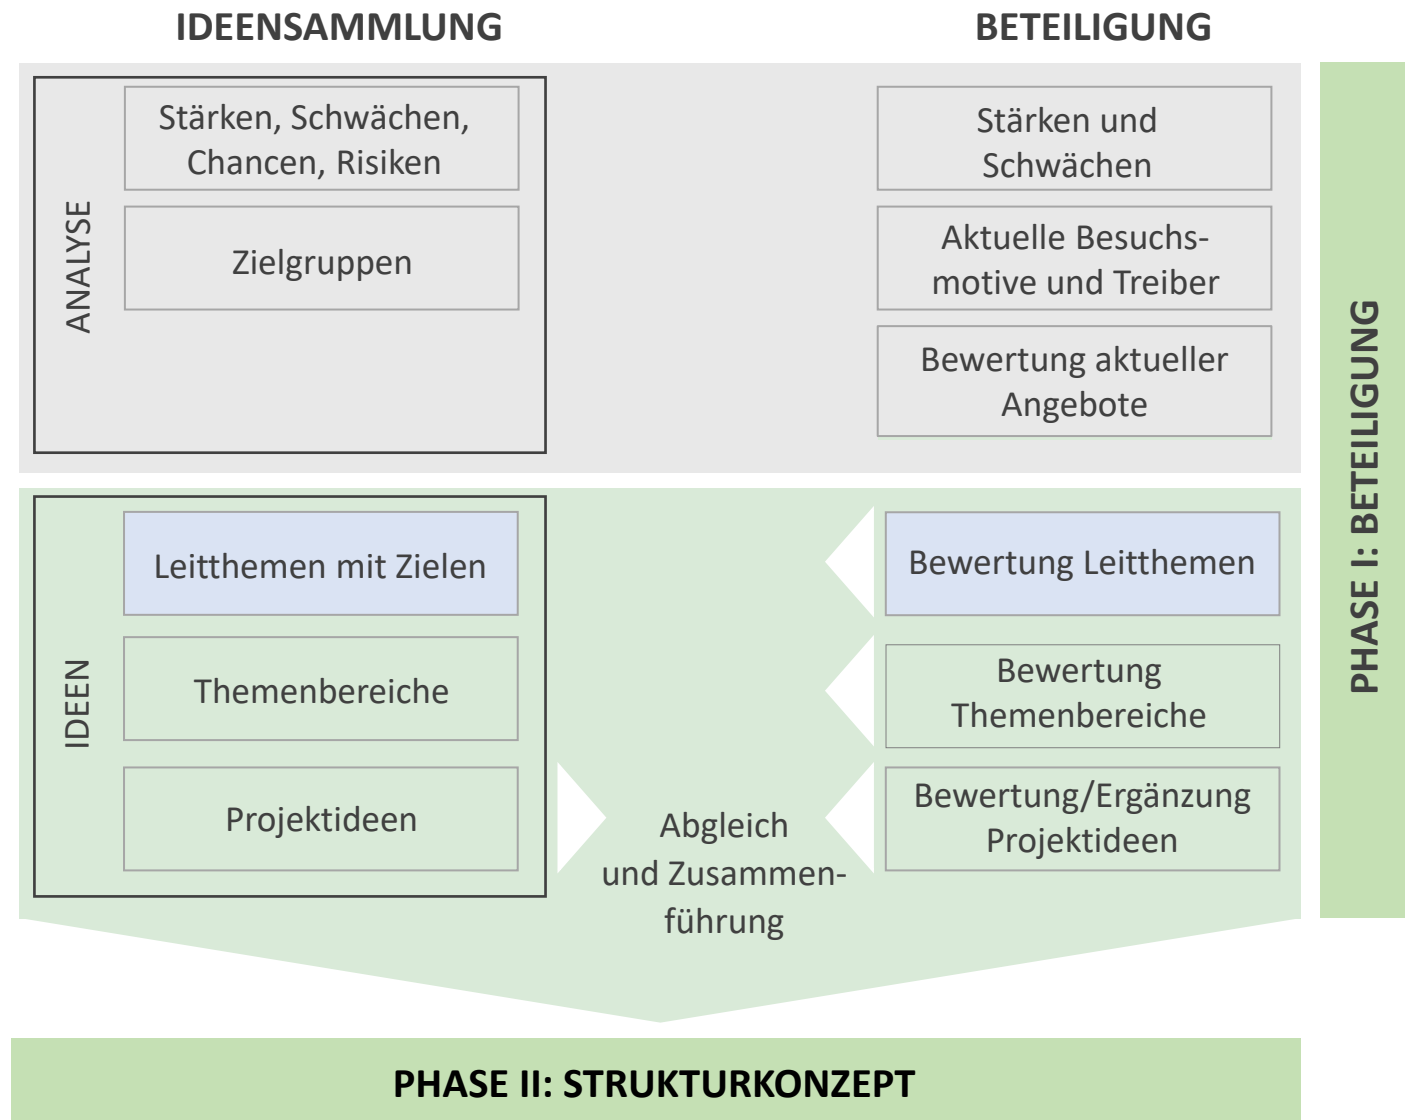 IDEENSAMMLUNG
BETEILIGUNG
ANALYSE
Stärken, Schwächen,
Chancen, Risiken
Zielgruppen
Stärken und
Schwächen
Aktuelle Besuchs-
motive und Treiber
Bewertung aktueller
Angebote
IDEEN
Leitthemen mit Zielen
Themenbereiche
Projektideen
Abgleich
und Zusammen-
führung
Bewertung Leitthemen
Bewertung
Themenbereiche
Bewertung/Ergänzung
Projektideen
PHASE I: BETEILIGUNG
PHASE II: STRUKTURKONZEPT